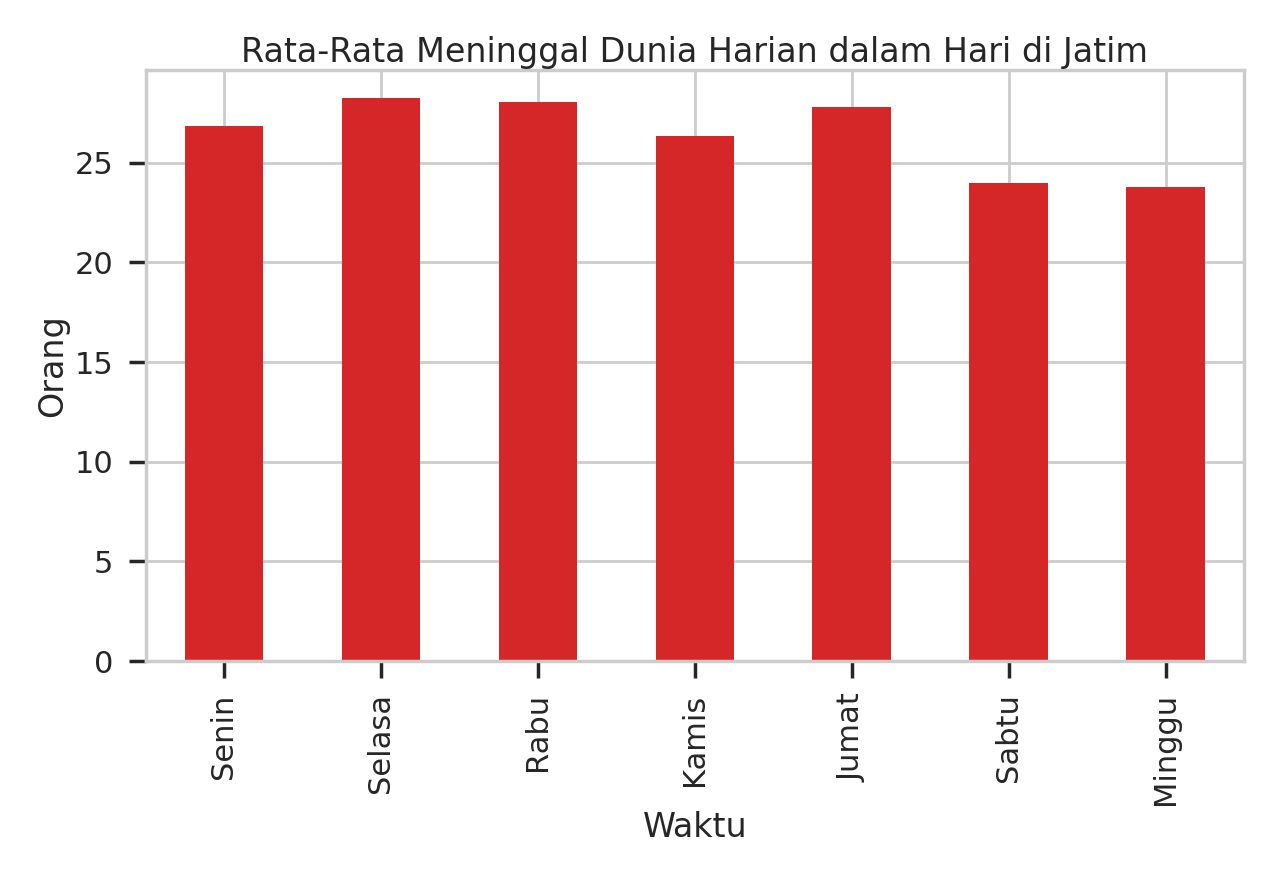 Rata-Rata Meninggal Dunia Harian dalam Hari di Jatim
Orang
25
20
15
10
5
0
Senin
Selasa
Rabu
Kamis
Jumat
Sabtu
Minggu
Waktu